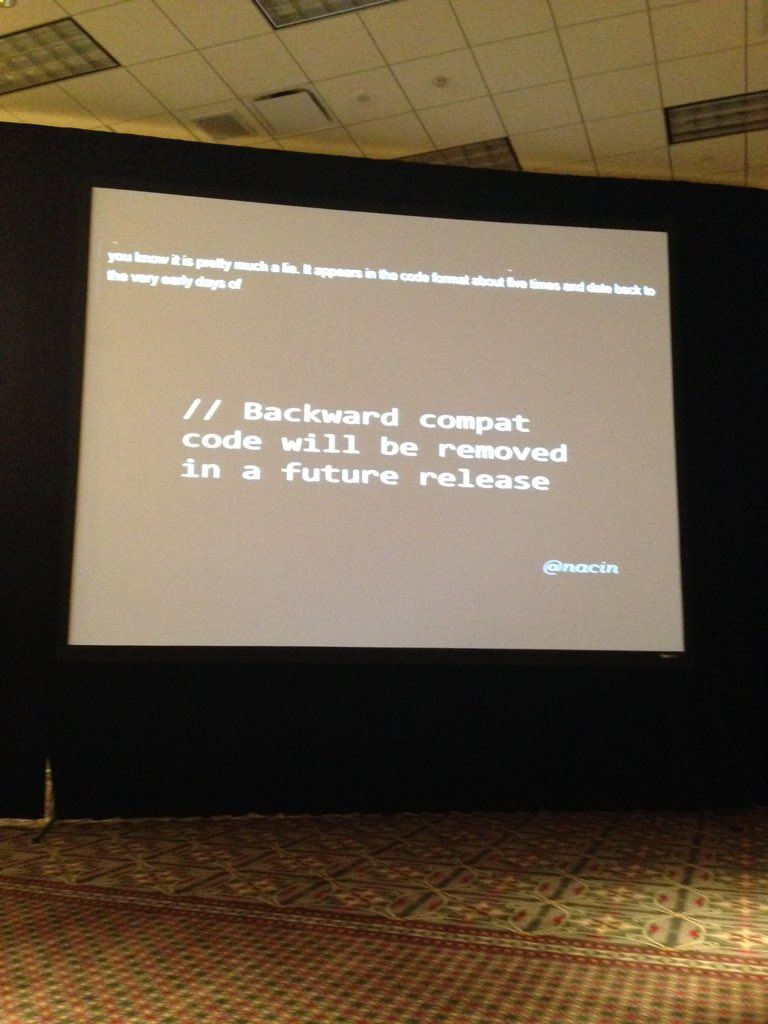 you know it is pretty much a lie. It appears in the code format about five times and date back to
the very early days of
// Backward compat
code will be removed
in a future release
@nacin